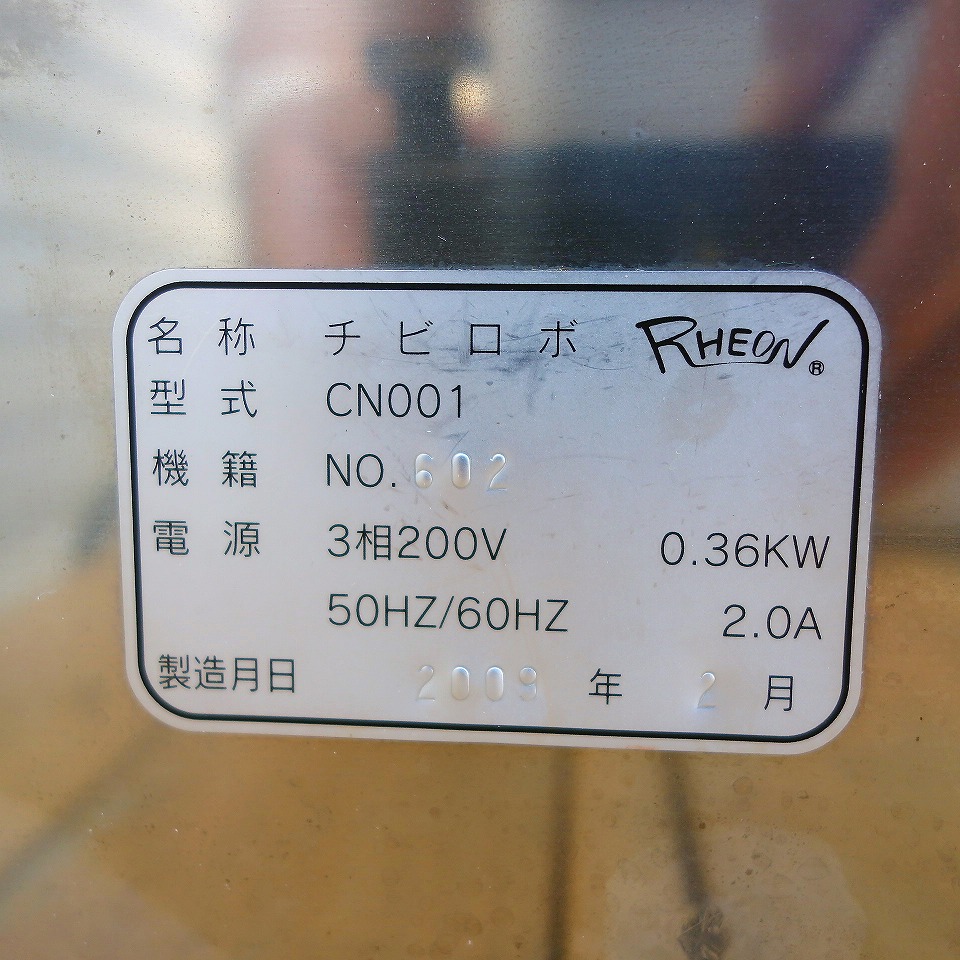 名称 チビロボ RHEON®
型式 CN001
機籍 NO. 602
電源 3相200V 0.36KW
50HZ/60HZ 2.0A
製造月日 2009 年 2 月